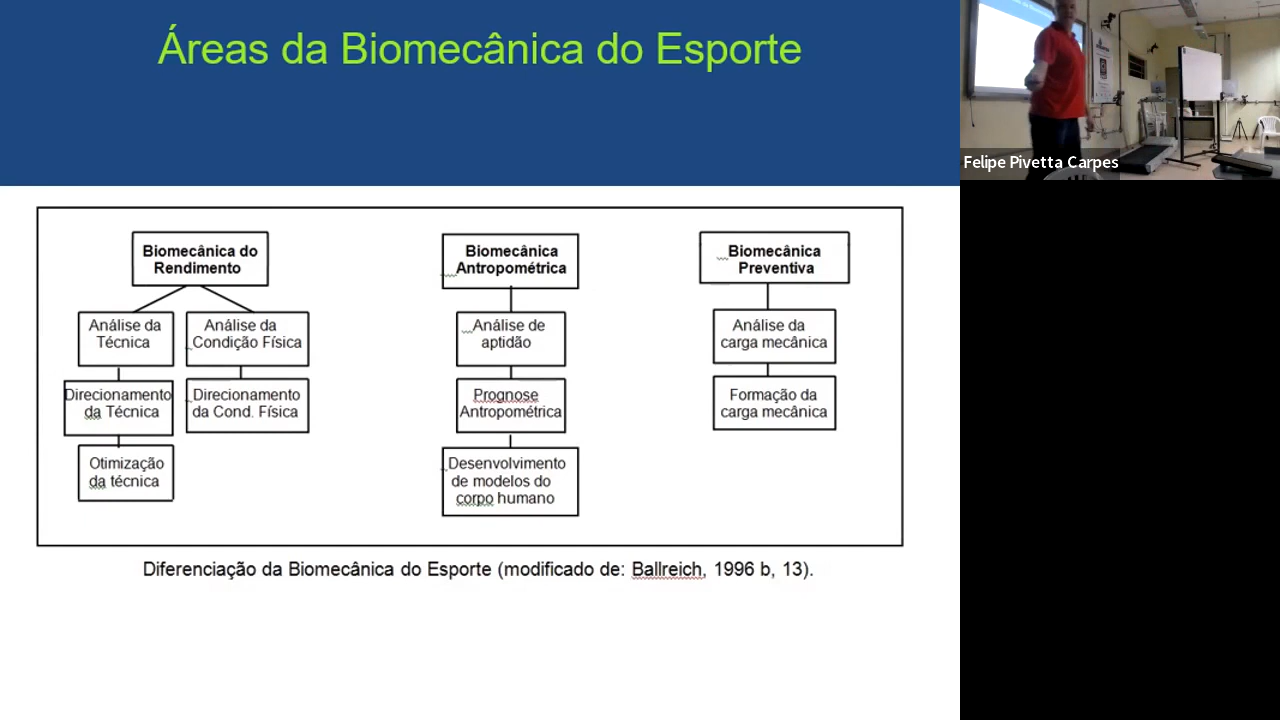 Áreas da Biomecânica do Esporte
Felipe Pivetta Carpes
Biomecânica do
Rendimento
Análise da
Técnica
Direcionamento
da Técnica
Otimização
da técnica
Análise da
Condição Física
Direcionamento
da Cond. Física
Biomecânica
Antropométrica
Análise de
aptidão
Prognose
Antropométrica
Desenvolvimento
de modelos do
corpo humano
Biomecânica
Preventiva
Análise da
carga mecânica
Formação da
carga mecânica
Diferenciação da Biomecânica do Esporte (modificado de: Ballreich, 1996 b, 13).